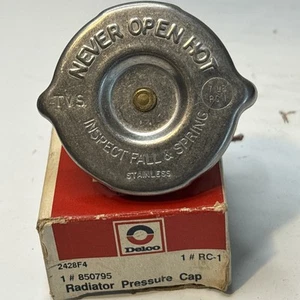 NEVER OPEN HOT
T.V.S.
INSPECT FALL & SPRING
STAINLESS
Delco
2428F4
1 # 850795
1 # RC-1
Radiator Pressure Cap